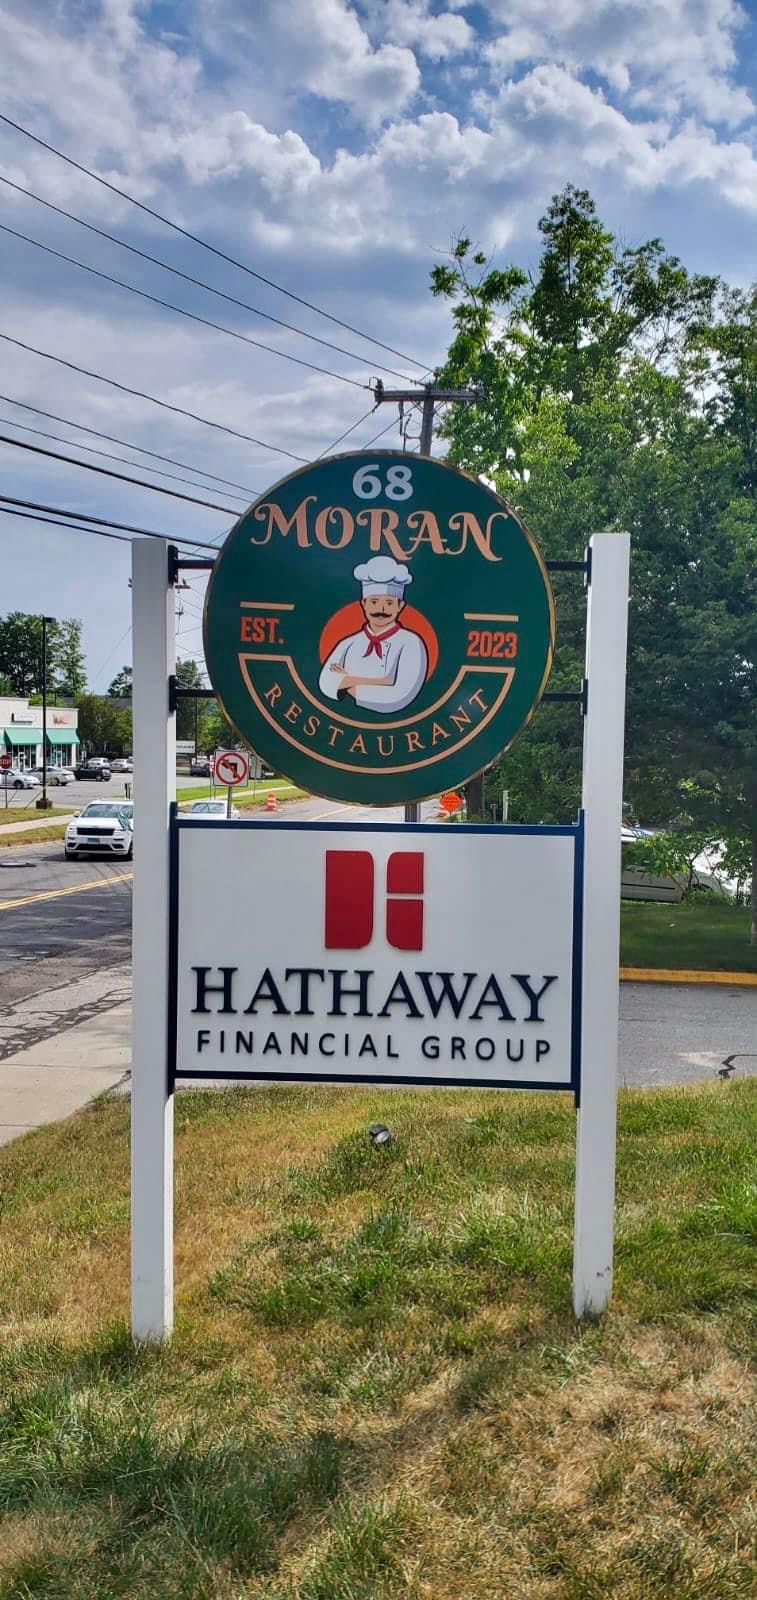 68
MORAN
EST. 2023
RESTAURANT
HATHAWAY
FINANCIAL GROUP